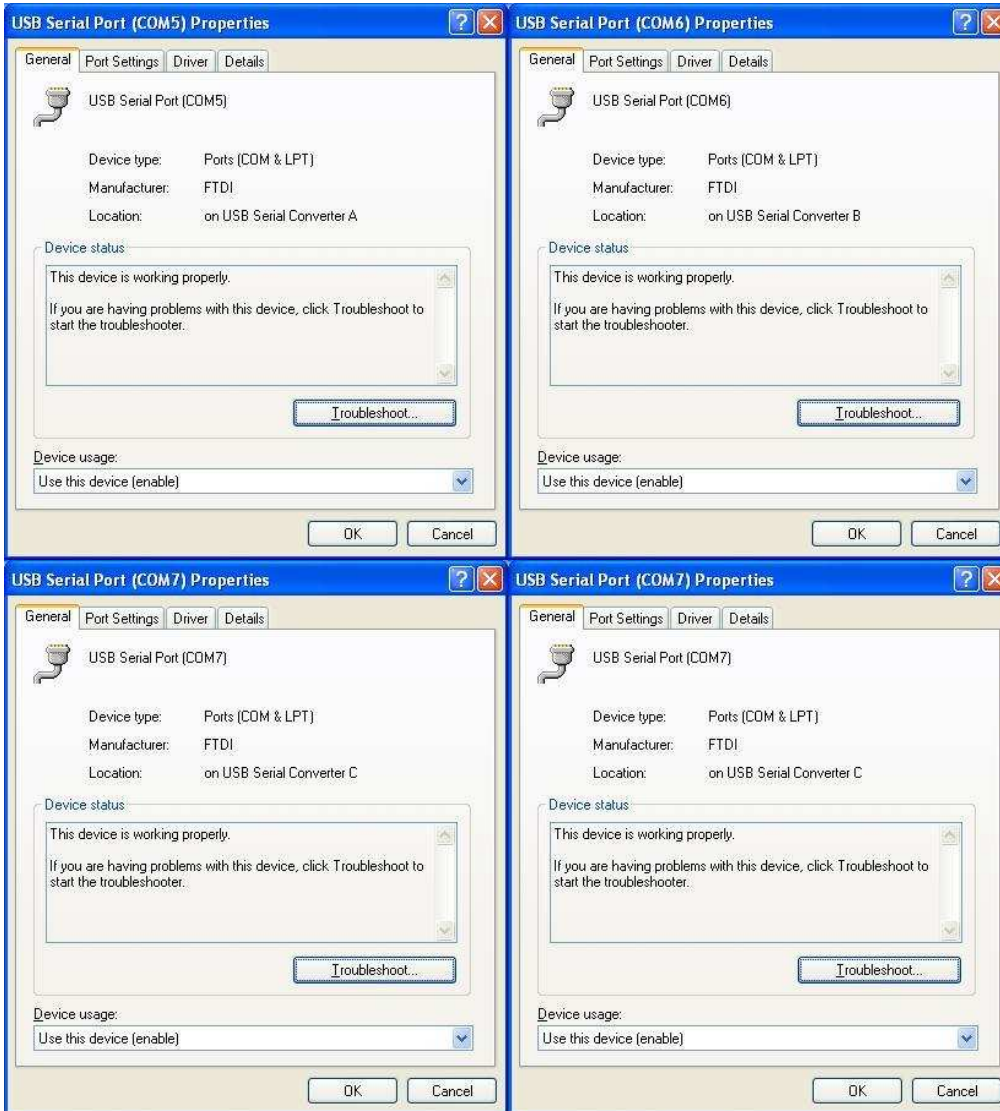 USB Serial Port (COM5) Properties
General Port Settings Driver Details
USB Serial Port (COM5)
Device type: Ports (COM & LPT)
Manufacturer: FTDI
Location: on USB Serial Converter A
Device status
This device is working properly.
If you are having problems with this device, click Troubleshoot to
start the troubleshooter.
Troubleshoot...
Device usage:
Use this device (enable)
OK Cancel
USB Serial Port (COM6) Properties
General Port Settings Driver Details
USB Serial Port (COM6)
Device type: Ports (COM & LPT)
Manufacturer: FTDI
Location: on USB Serial Converter B
Device status
This device is working properly.
If you are having problems with this device, click Troubleshoot to
start the troubleshooter.
Troubleshoot...
Device usage:
Use this device (enable)
OK Cancel
USB Serial Port (COM7) Properties
General Port Settings Driver Details
USB Serial Port (COM7)
Device type: Ports (COM & LPT)
Manufacturer: FTDI
Location: on USB Serial Converter C
Device status
This device is working properly.
If you are having problems with this device, click Troubleshoot to
start the troubleshooter.
Troubleshoot...
Device usage:
Use this device (enable)
OK Cancel
USB Serial Port (COM7) Properties
General Port Settings Driver Details
USB Serial Port (COM7)
Device type: Ports (COM & LPT)
Manufacturer: FTDI
Location: on USB Serial Converter C
Device status
This device is working properly.
If you are having problems with this device, click Troubleshoot to
start the troubleshooter.
Troubleshoot...
Device usage:
Use this device (enable)
OK Cancel